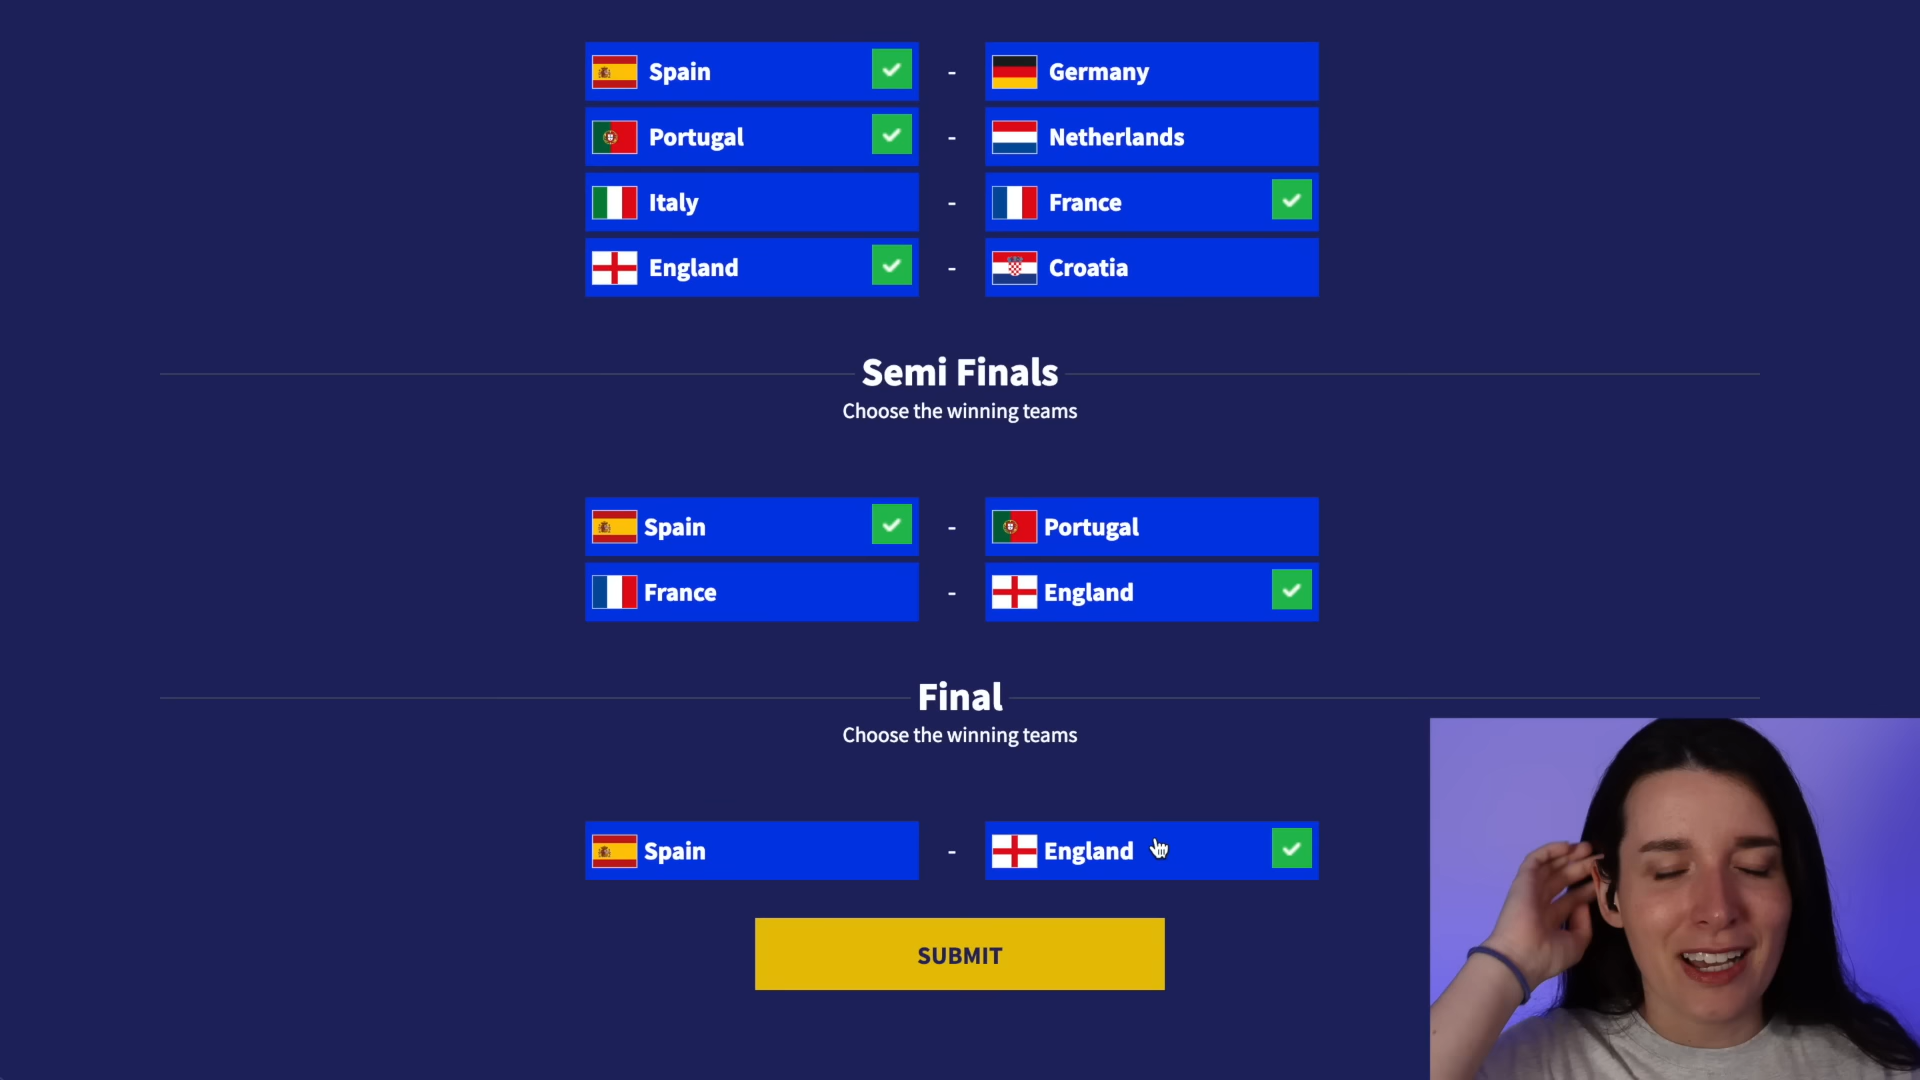 Spain - Germany
Portugal - Netherlands
Italy - France
England - Croatia
Semi Finals
Choose the winning teams
Spain - Portugal
France - England
Final
Choose the winning teams
Spain - England
SUBMIT